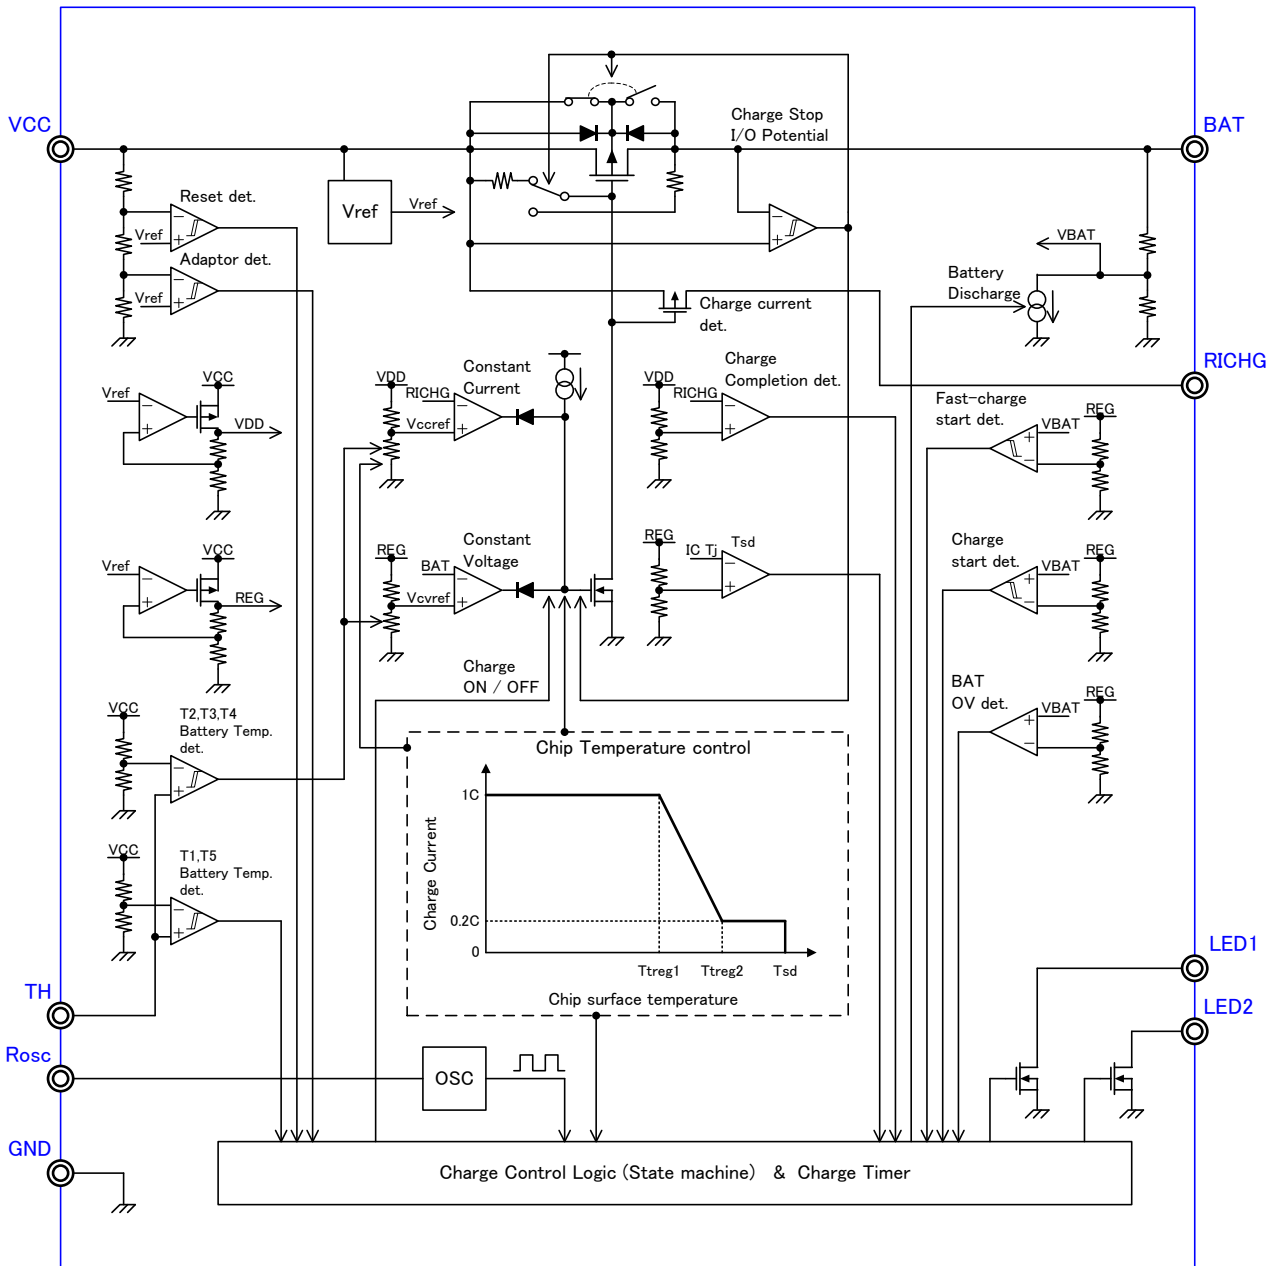 VCC
BAT
Charge Stop
I/O Potential
Reset det.
Vref
Vref
Vref
Vref
Adaptor det.
Vref
VBAT
Battery
Discharge
Charge current
det.
RICHG
VCC
Vref
VDD
VDD
RICHG
Vccref
Constant
Current
VDD
RICHG
Charge
Completion det.
Fast-charge
start det.
REG
VBAT
VCC
Vref
REG
REG
BAT
Vcvref
Constant
Voltage
REG
IC Tj
Tsd
Charge
start det.
REG
VBAT
Charge
ON / OFF
BAT
OV det.
REG
VBAT
VCC
T2,T3,T4
Battery Temp.
det.
Chip Temperature control
1C
Charge Current
0.2C
0
Ttreg1
Ttreg2
Tsd
Chip surface temperature
VCC
T1,T5
Battery Temp.
det.
LED1
TH
LED2
Rosc
OSC
GND
Charge Control Logic (State machine) & Charge Timer